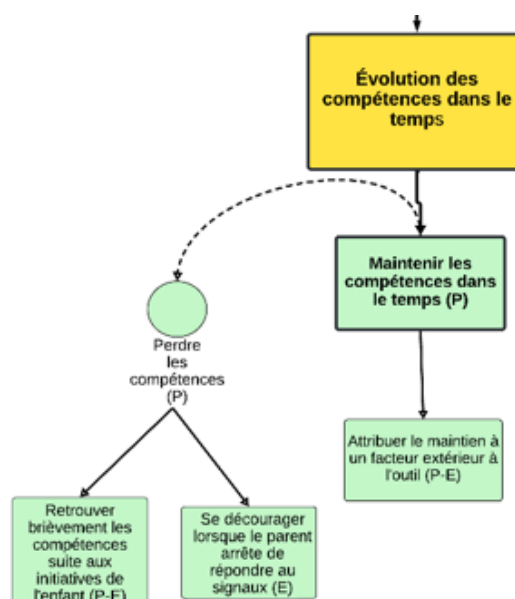 Évolution des
compétences dans le
temps
Maintenir les
compétences dans
le temps (P)
Perdre
les
compétences
(P)
Attribuer le maintien à
un facteur extérieur à
l'outil (P-E)
Retrouver
brièvement les
compétences
suite aux
initiatives de
l'enfant (P-E)
Se décourager
lorsque le parent
arrête de
répondre au
signaux (E)